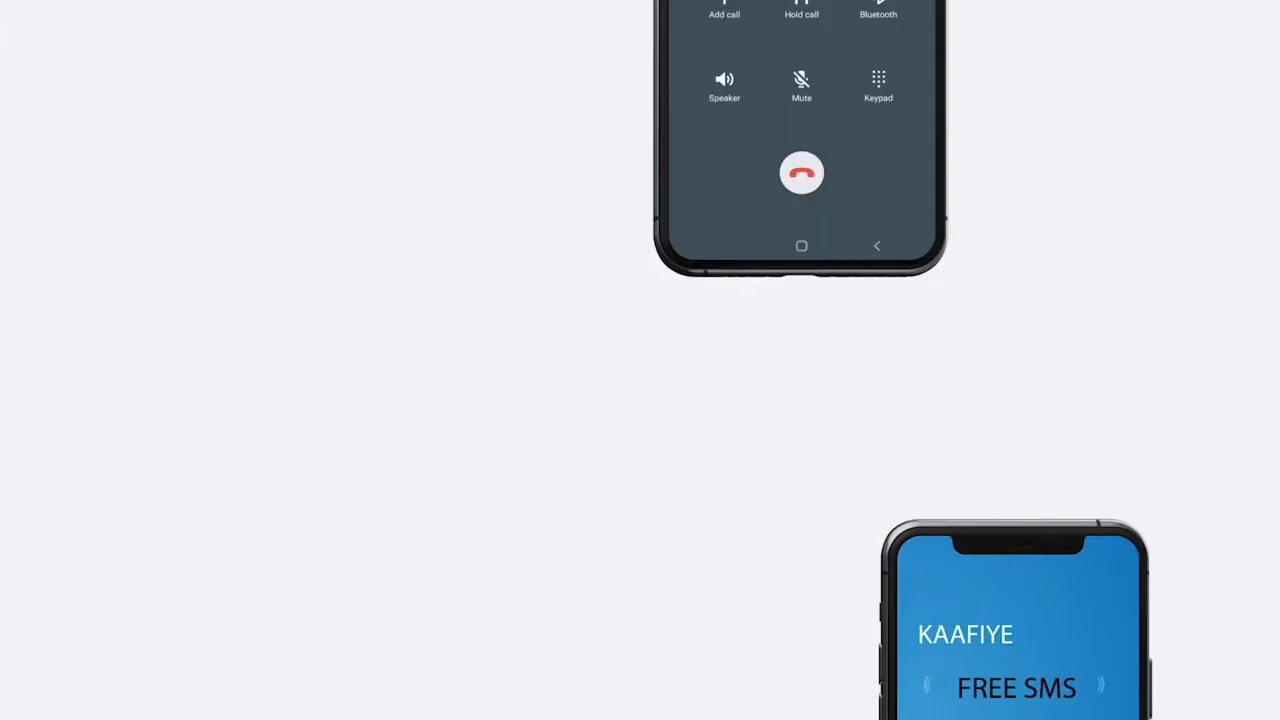 Add call Hold call Bluetooth
Speaker Mute Keypad
KAAFIYE
FREE SMS